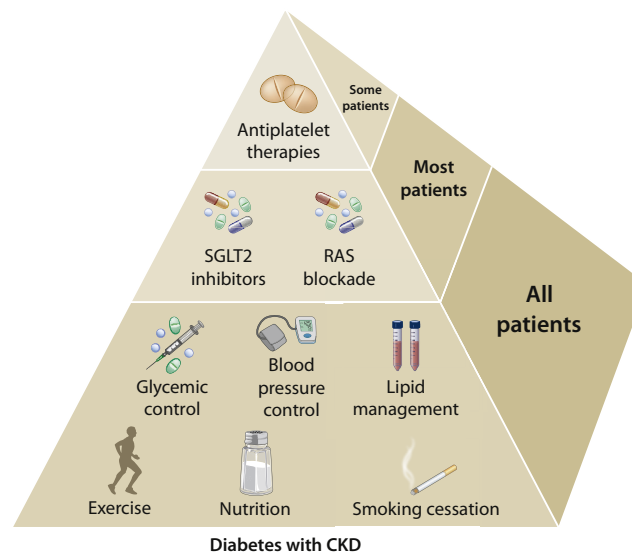 Some
patients
Antiplatelet
therapies
Most
patients
SGLT2
inhibitors
RAS
blockade
All
patients
Glycemic
control
Blood
pressure
control
Lipid
management
Exercise
Nutrition
Smoking cessation
Diabetes with CKD